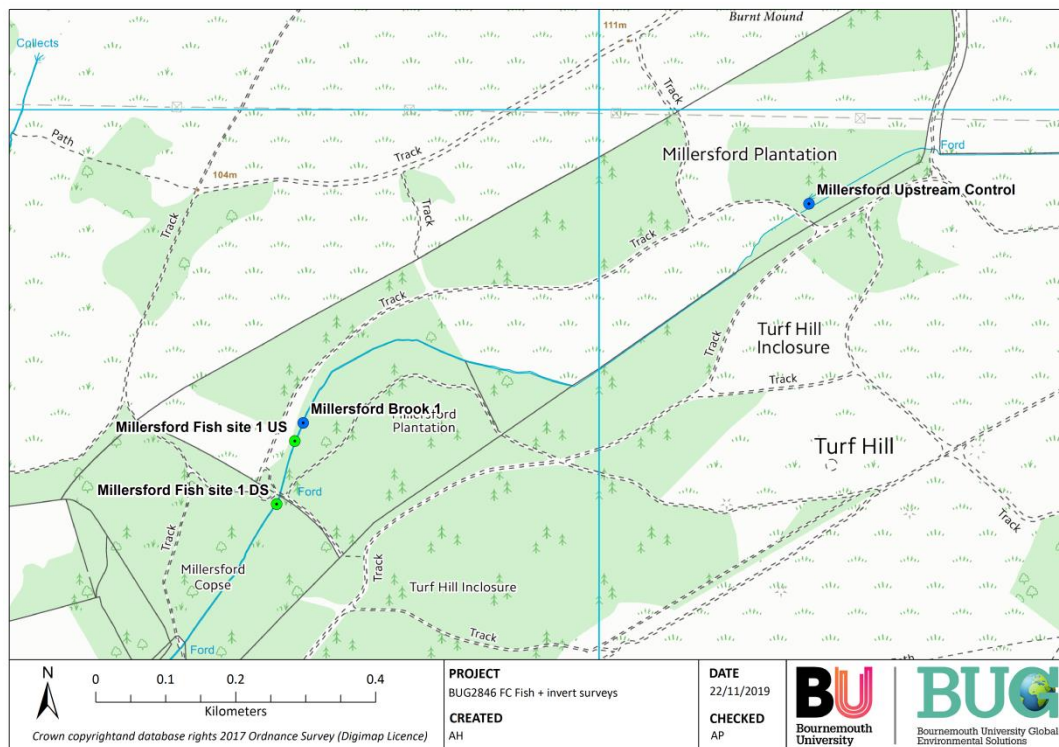 Burnt Mound
111m
Collects
Track
Path
Track
Ford
Millersford Plantation
104m
Millersford Upstream Control
Track
Track
Track
Track
Turf Hill
Inclosure
Track
Track
Millersford Brook 1
Millersford
Plantation
Millersford Fish site 1 US
Turf Hill
Millersford Fish site 1 DS
Ford
Track
Track
Millersford
Copse
Track
Turf Hill Inclosure
Track
Ford
Path
N
0 0.1 0.2 0.4
Kilometers
Crown copyrightand database rights 2017 Ordnance Survey (Digimap Licence)
PROJECT
BUG2846 FC Fish + invert surveys
CREATED
AH
DATE
22/11/2019
CHECKED
AP
BU
Bournemouth
University
BUG
Bournemouth University Global
Environmental Solutions